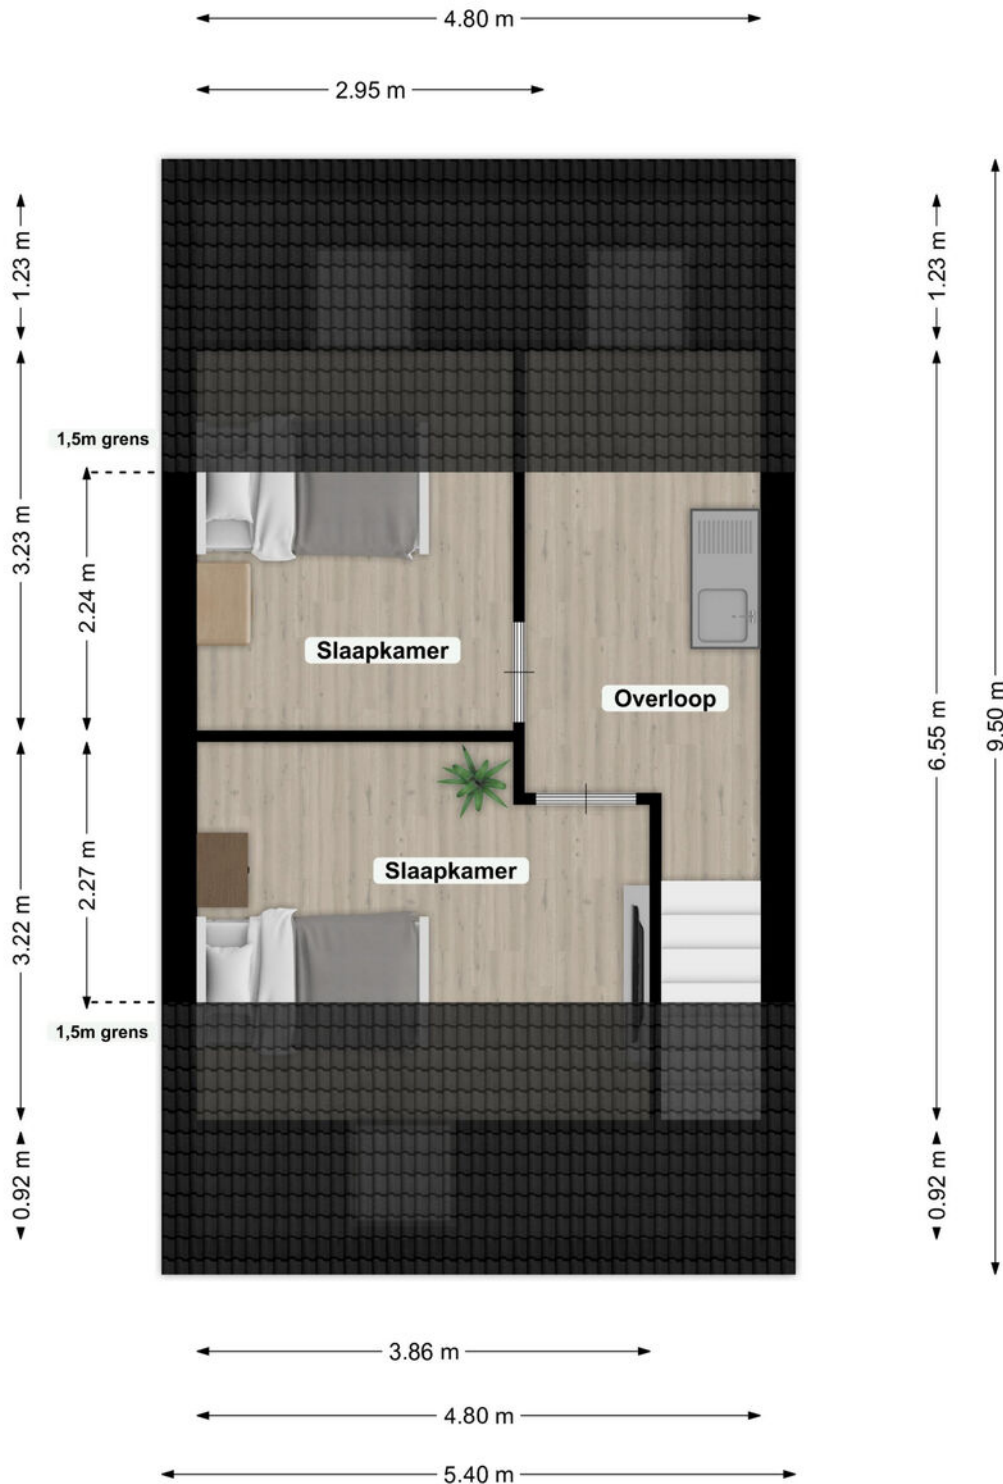 4.80 m
2.95 m
1.23 m
1.23 m
1,5m grens
3.23 m
2.24 m
Slaapkamer
Overloop
6.55 m
9.50 m
Slaapkamer
2.27 m
3.22 m
1,5m grens
0.92 m
0.92 m
3.86 m
4.80 m
5.40 m